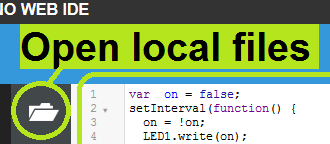 NO WEB IDE
Open local files
1 var on = false;
2 setInterval(function() {
3 on = !on;
4 LED1.write(on);